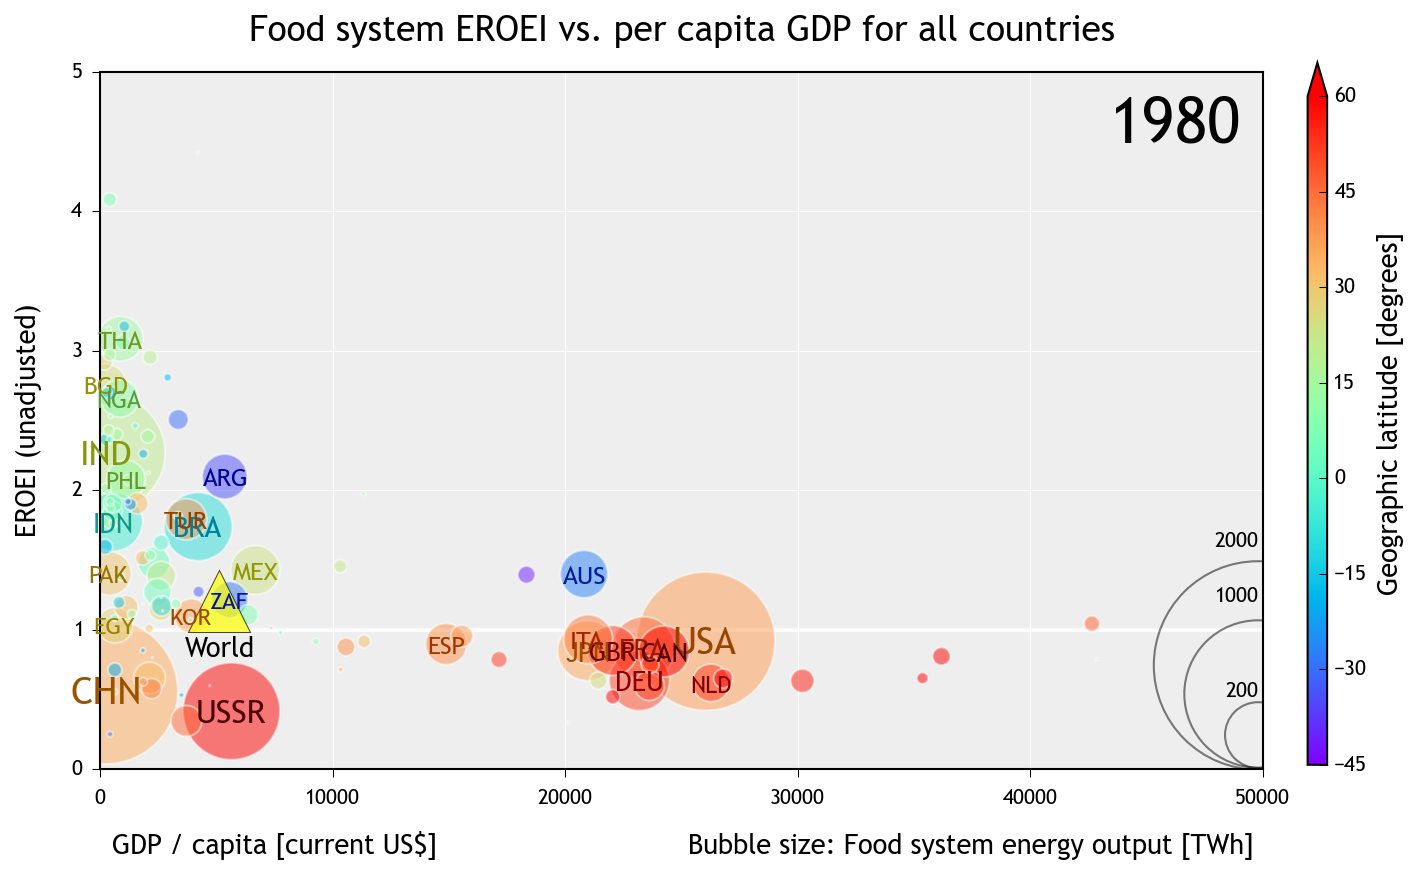 Food system EROEI vs. per capita GDP for all countries
1980
EROEI (unadjusted)
5
4
3
2
1
0
THA
BGD
NGA
IND
PHL
ARG
IDN
TUR
BRA
PAK
MEX
AUS
ZAF
KOR
EGY
World
ESP
ITA
JPN
GBR
FRA
CAN
USA
DEU
NLD
CHN
USSR
2000
1000
200
0
10000
20000
30000
40000
50000
GDP / capita [current US$]
Bubble size: Food system energy output [TWh]
60
45
30
15
0
−15
−30
−45
Geographic latitude [degrees]